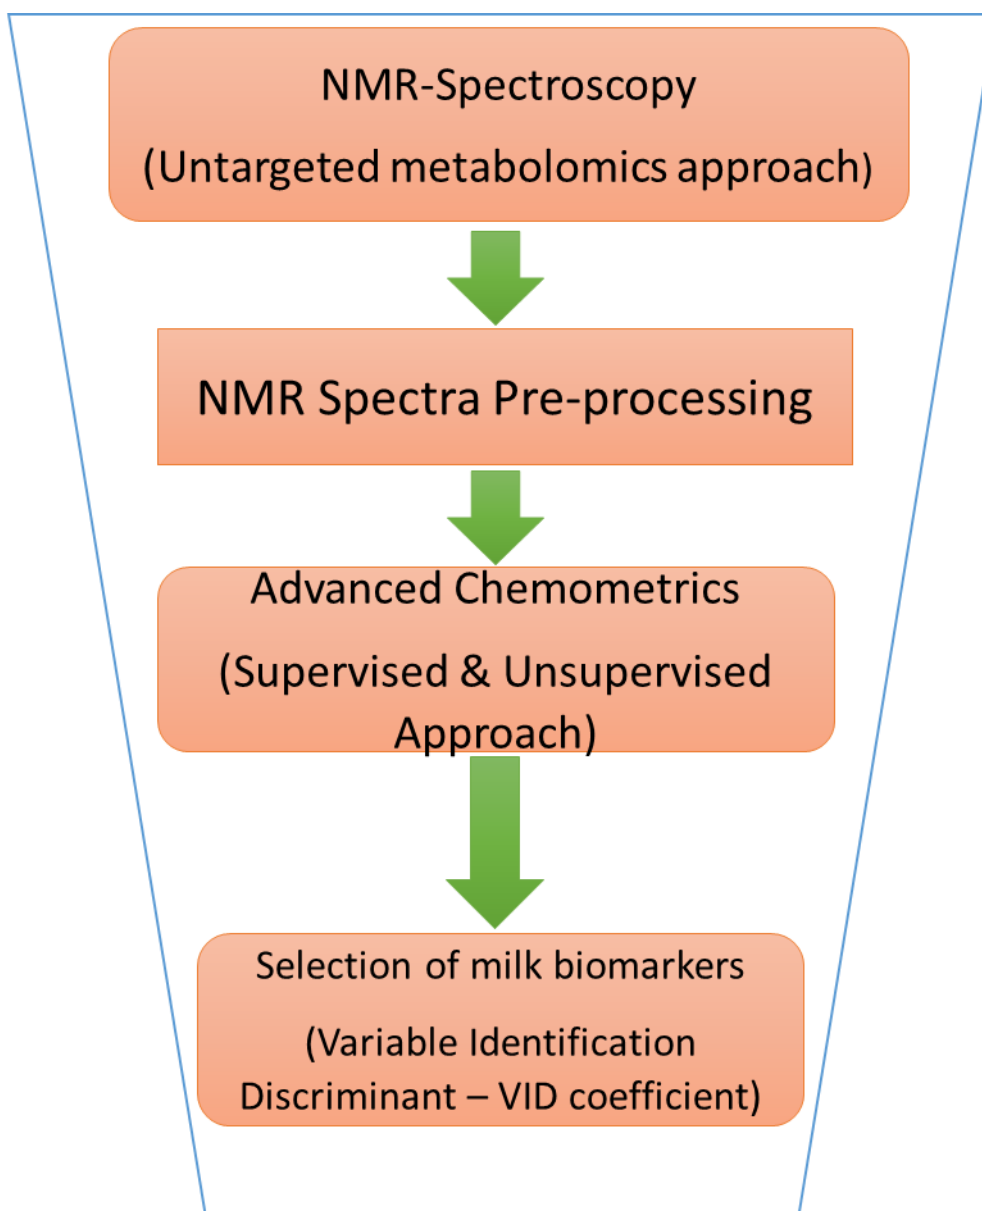 NMR-Spectroscopy
(Untargeted metabolomics approach)
NMR Spectra Pre-processing
Advanced Chemometrics
(Supervised & Unsupervised
Approach)
Selection of milk biomarkers
(Variable Identification
Discriminant – VID coefficient)